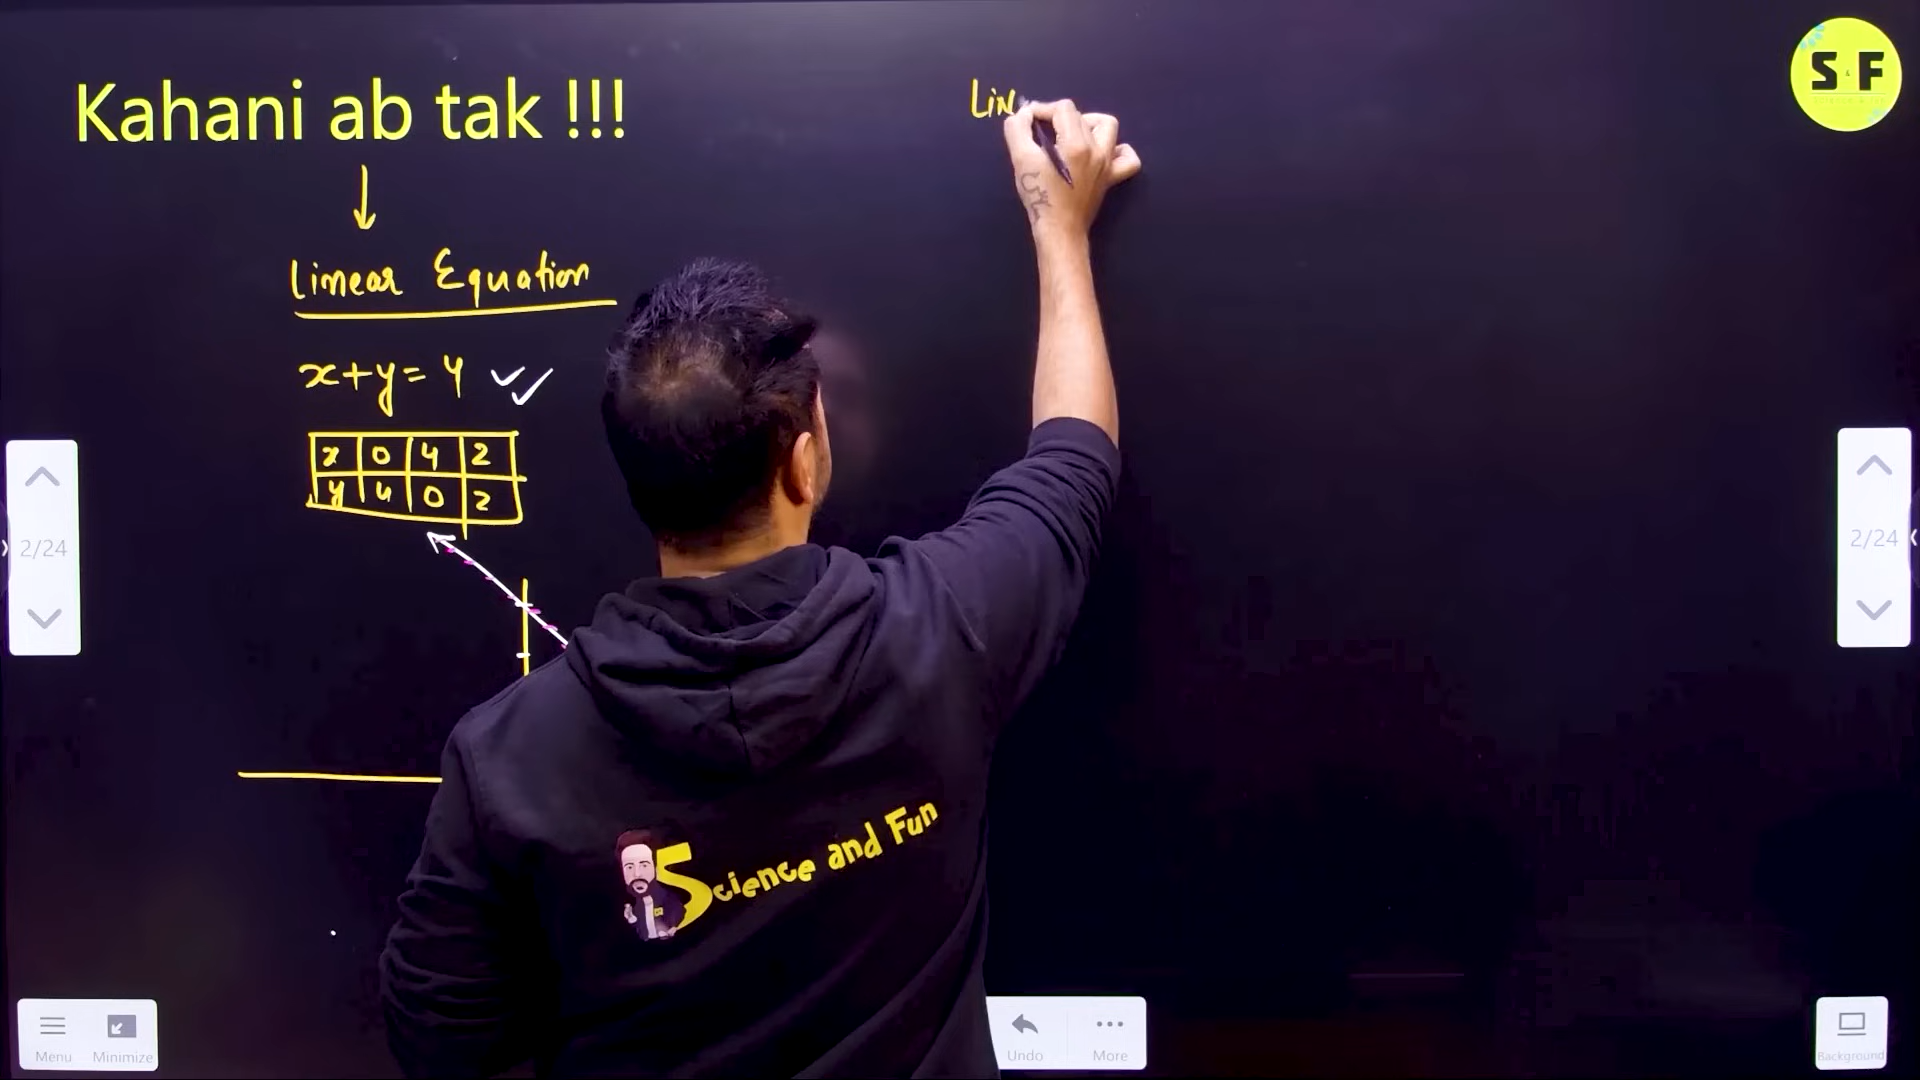 Kahani ab tak !!!
Linear Equation
x+y=4
x 0 4 2
y 4 0 2
Lin
S&F
2/24
2/24
Science and Fun
Menu Minimize
Undo More
Background